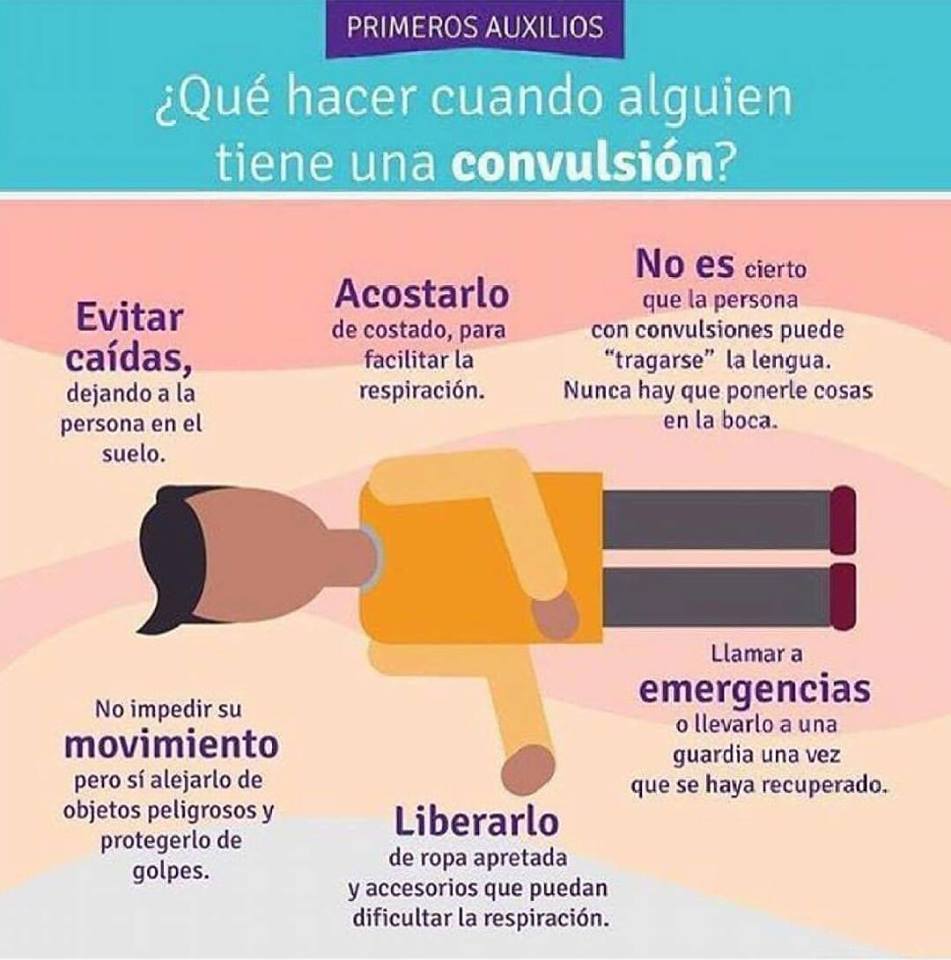 PRIMEROS AUXILIOS
¿Qué hacer cuando alguien
tiene una convulsión?
Evitar
caídas,
dejando a la
persona en el
suelo.
Acostarlo
de costado, para
facilitar la
respiración.
No es cierto
que la persona
con convulsiones puede
“tragarse” la lengua.
Nunca hay que ponerle cosas
en la boca.
No impedir su
movimiento
pero sí alejarlo de
objetos peligrosos y
protegerlo de
golpes.
Liberarlo
de ropa apretada
y accesorios que puedan
dificultar la respiración.
Llamar a
emergencias
o llevarlo a una
guardia una vez
que se haya recuperado.